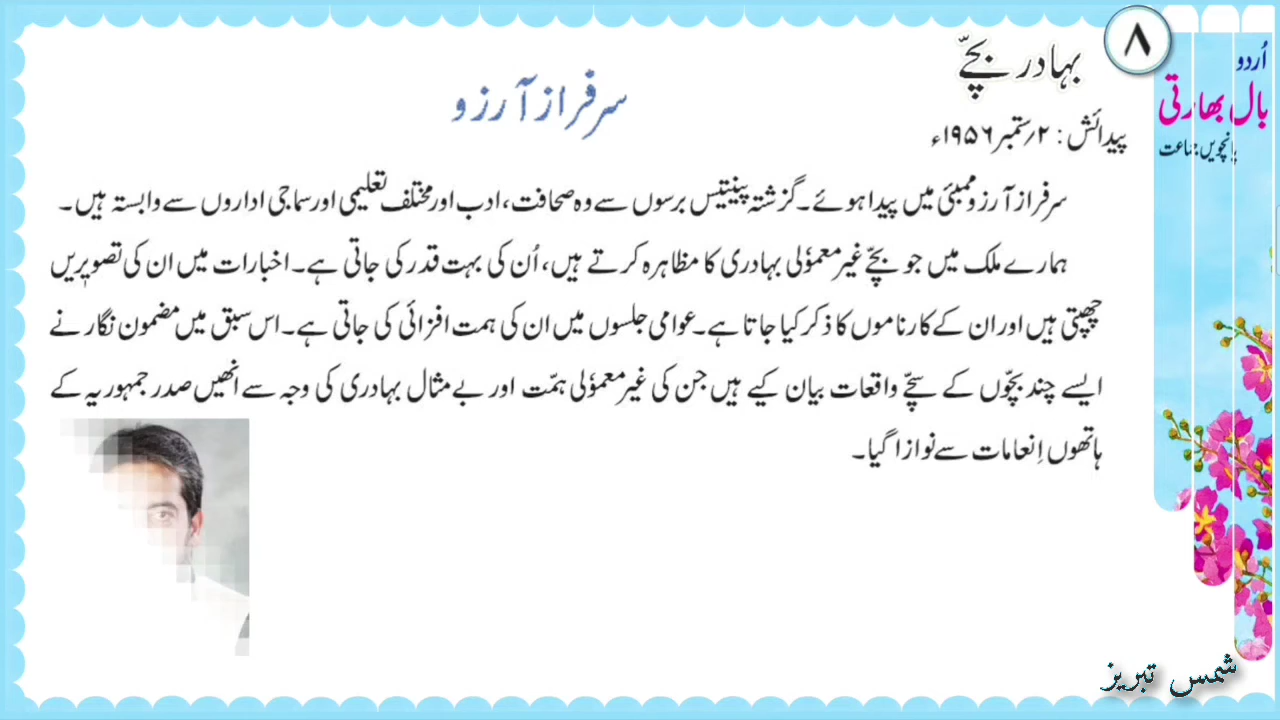 ۸
بہادر بچّے
سرفراز آرزو
پیدائش : ۲؍ستمبر ۱۹۵۶ء
سرفراز آرزو ممبئی میں پیدا ہوئے۔ گزشتہ پینتیس برسوں سے وہ صحافت، ادب اور مختلف تعلیمی اور سماجی اداروں سے وابستہ ہیں۔
ہمارے ملک میں جو بچّے غیر معمولی بہادری کا مظاہرہ کرتے ہیں، اُن کی بہت قدر کی جاتی ہے۔ اخبارات میں ان کی تصویریں
چھپتی ہیں اور ان کے کارناموں کا ذکر کیا جاتا ہے۔ عوامی جلسوں میں ان کی ہمت افزائی کی جاتی ہے۔ اس سبق میں مضمون نگار نے
ایسے چند بچّوں کے سچّے واقعات بیان کیے ہیں جن کی غیر معمولی ہمّت اور بے مثال بہادری کی وجہ سے انھیں صدر جمہوریہ کے
ہاتھوں اِنعامات سے نوازا گیا۔
اُردو
بال بھارتی
پانچویں جماعت
شمس تبریز